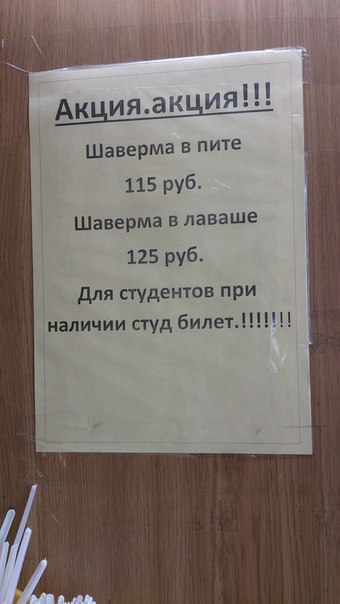 Акция.акция!!!
Шаверма в пите
115 руб.
Шаверма в лаваше
125 руб.
Для студентов при
наличии студ билет.!!!!!!!